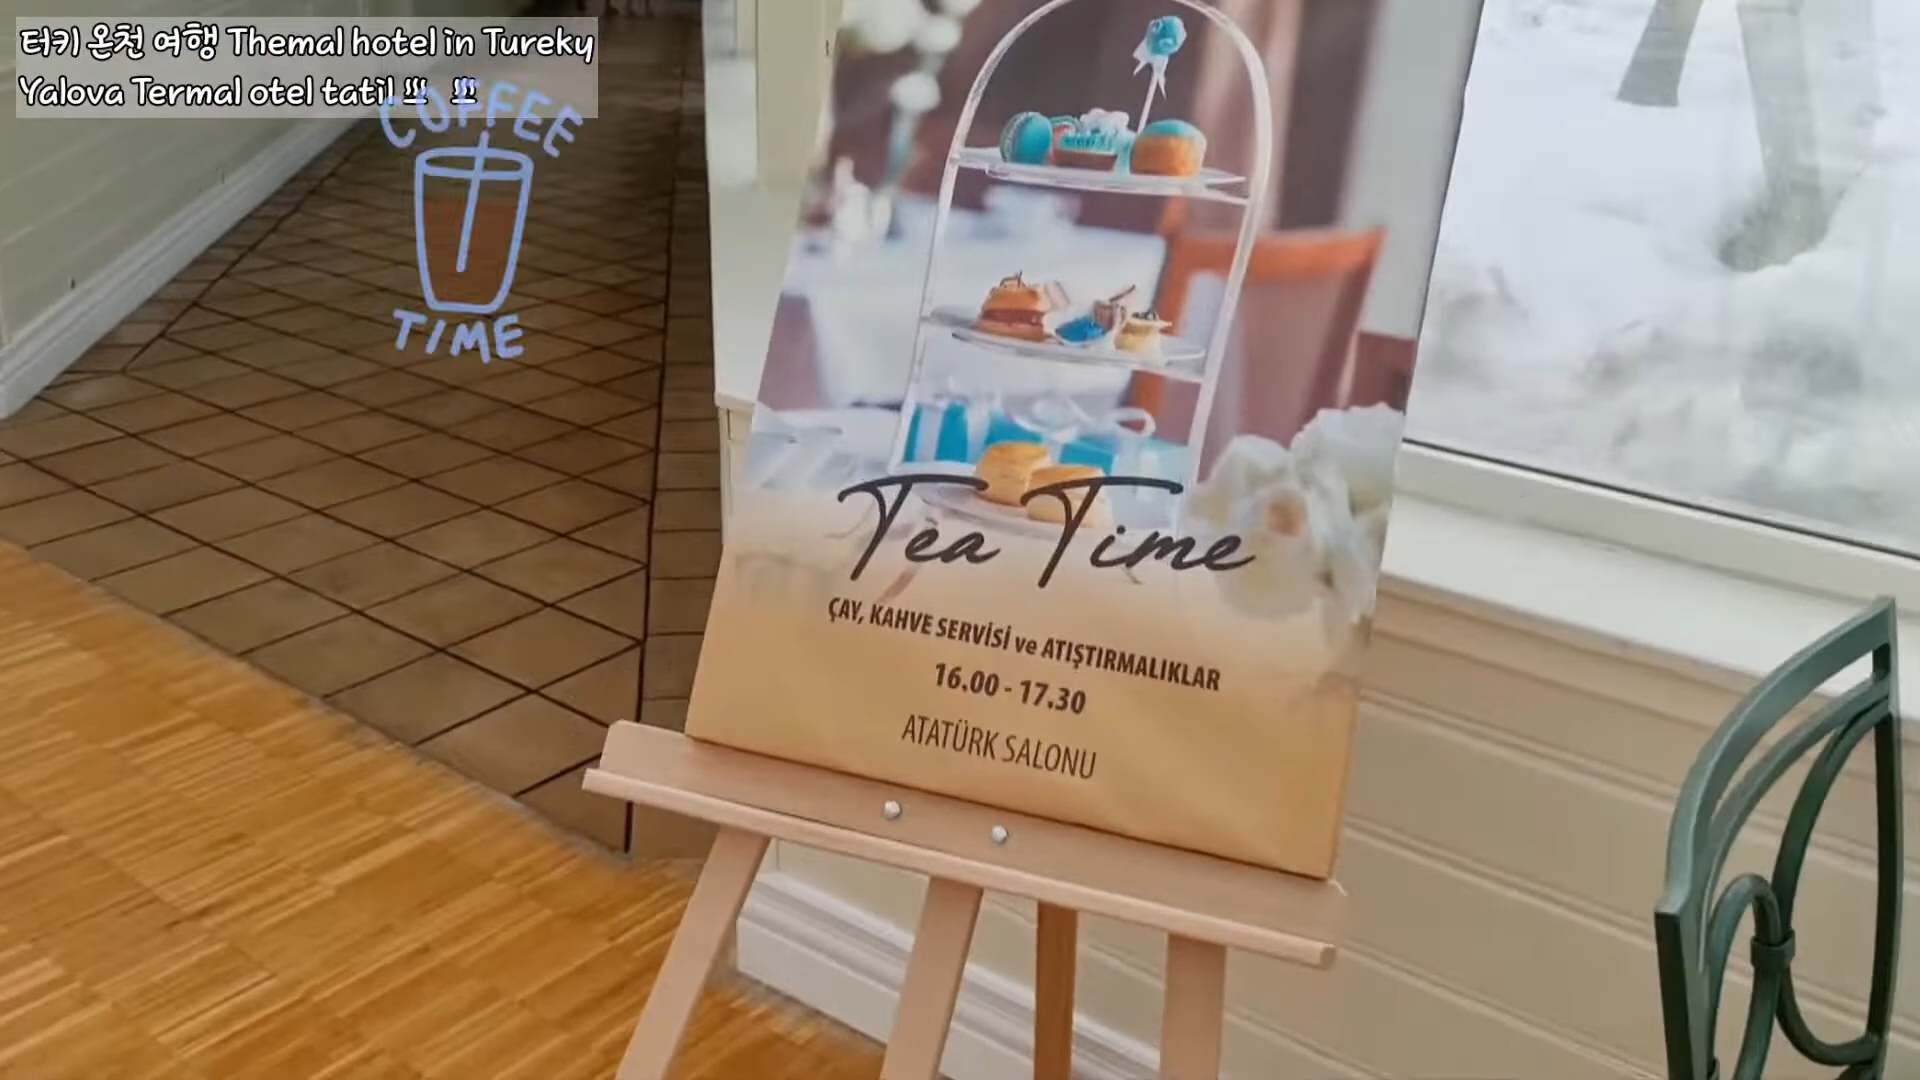 터키 온천 여행 Themal hotel in Tureky
Yalova Termal otel tatil
COFFEE
TIME
Tea Time
ÇAY, KAHVE SERVİSİ ve ATIŞTIRMALIKLAR
16.00 - 17.30
ATATÜRK SALONU